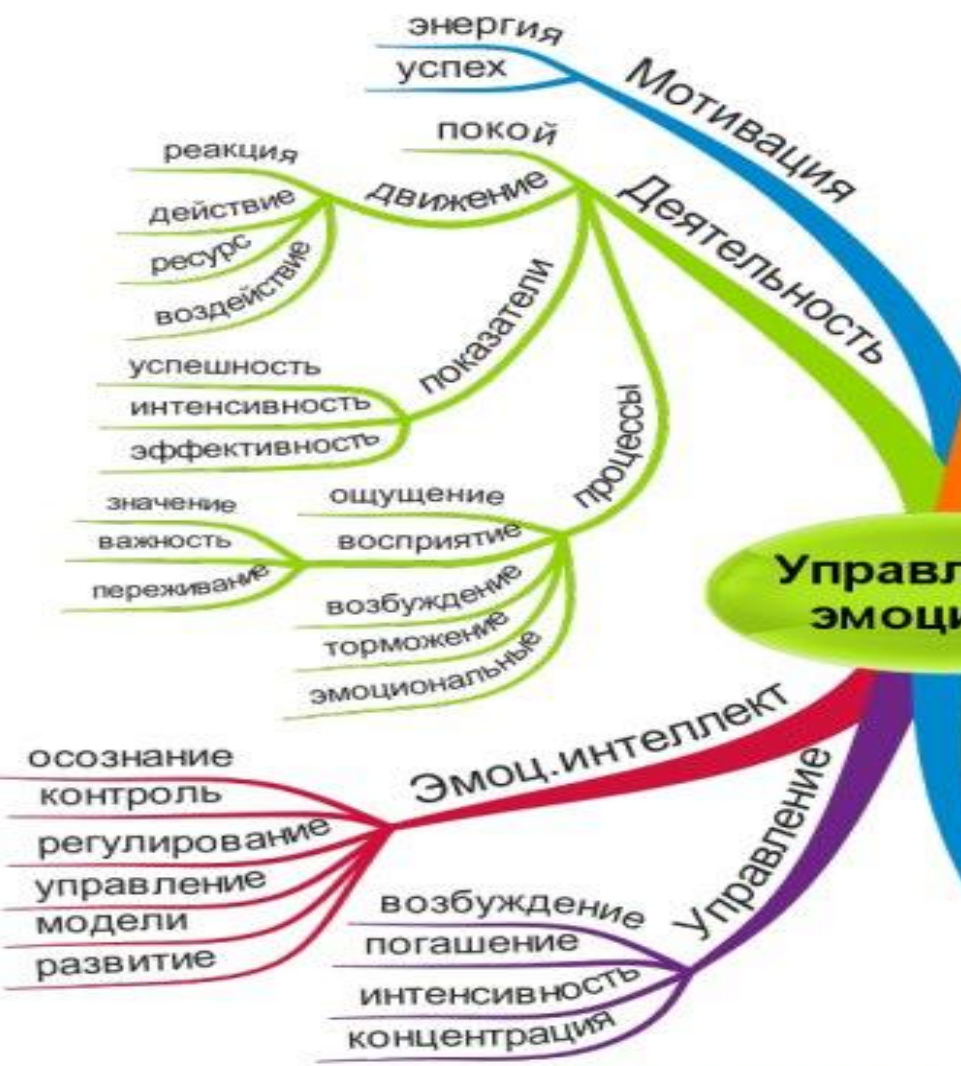 энергия
успех
Мотивация
покой
реакция
движение
Деятельность
действие
ресурс
воздействие
показатели
успешность
интенсивность
эффективность
процессы
ощущение
значение
восприятие
важность
переживание
возбуждение
торможение
эмоциональные
Управл
эмоци
Эмоц.интеллект
осознание
контроль
регулирование
управление
модели
развитие
Управление
возбуждение
погашение
интенсивность
концентрация